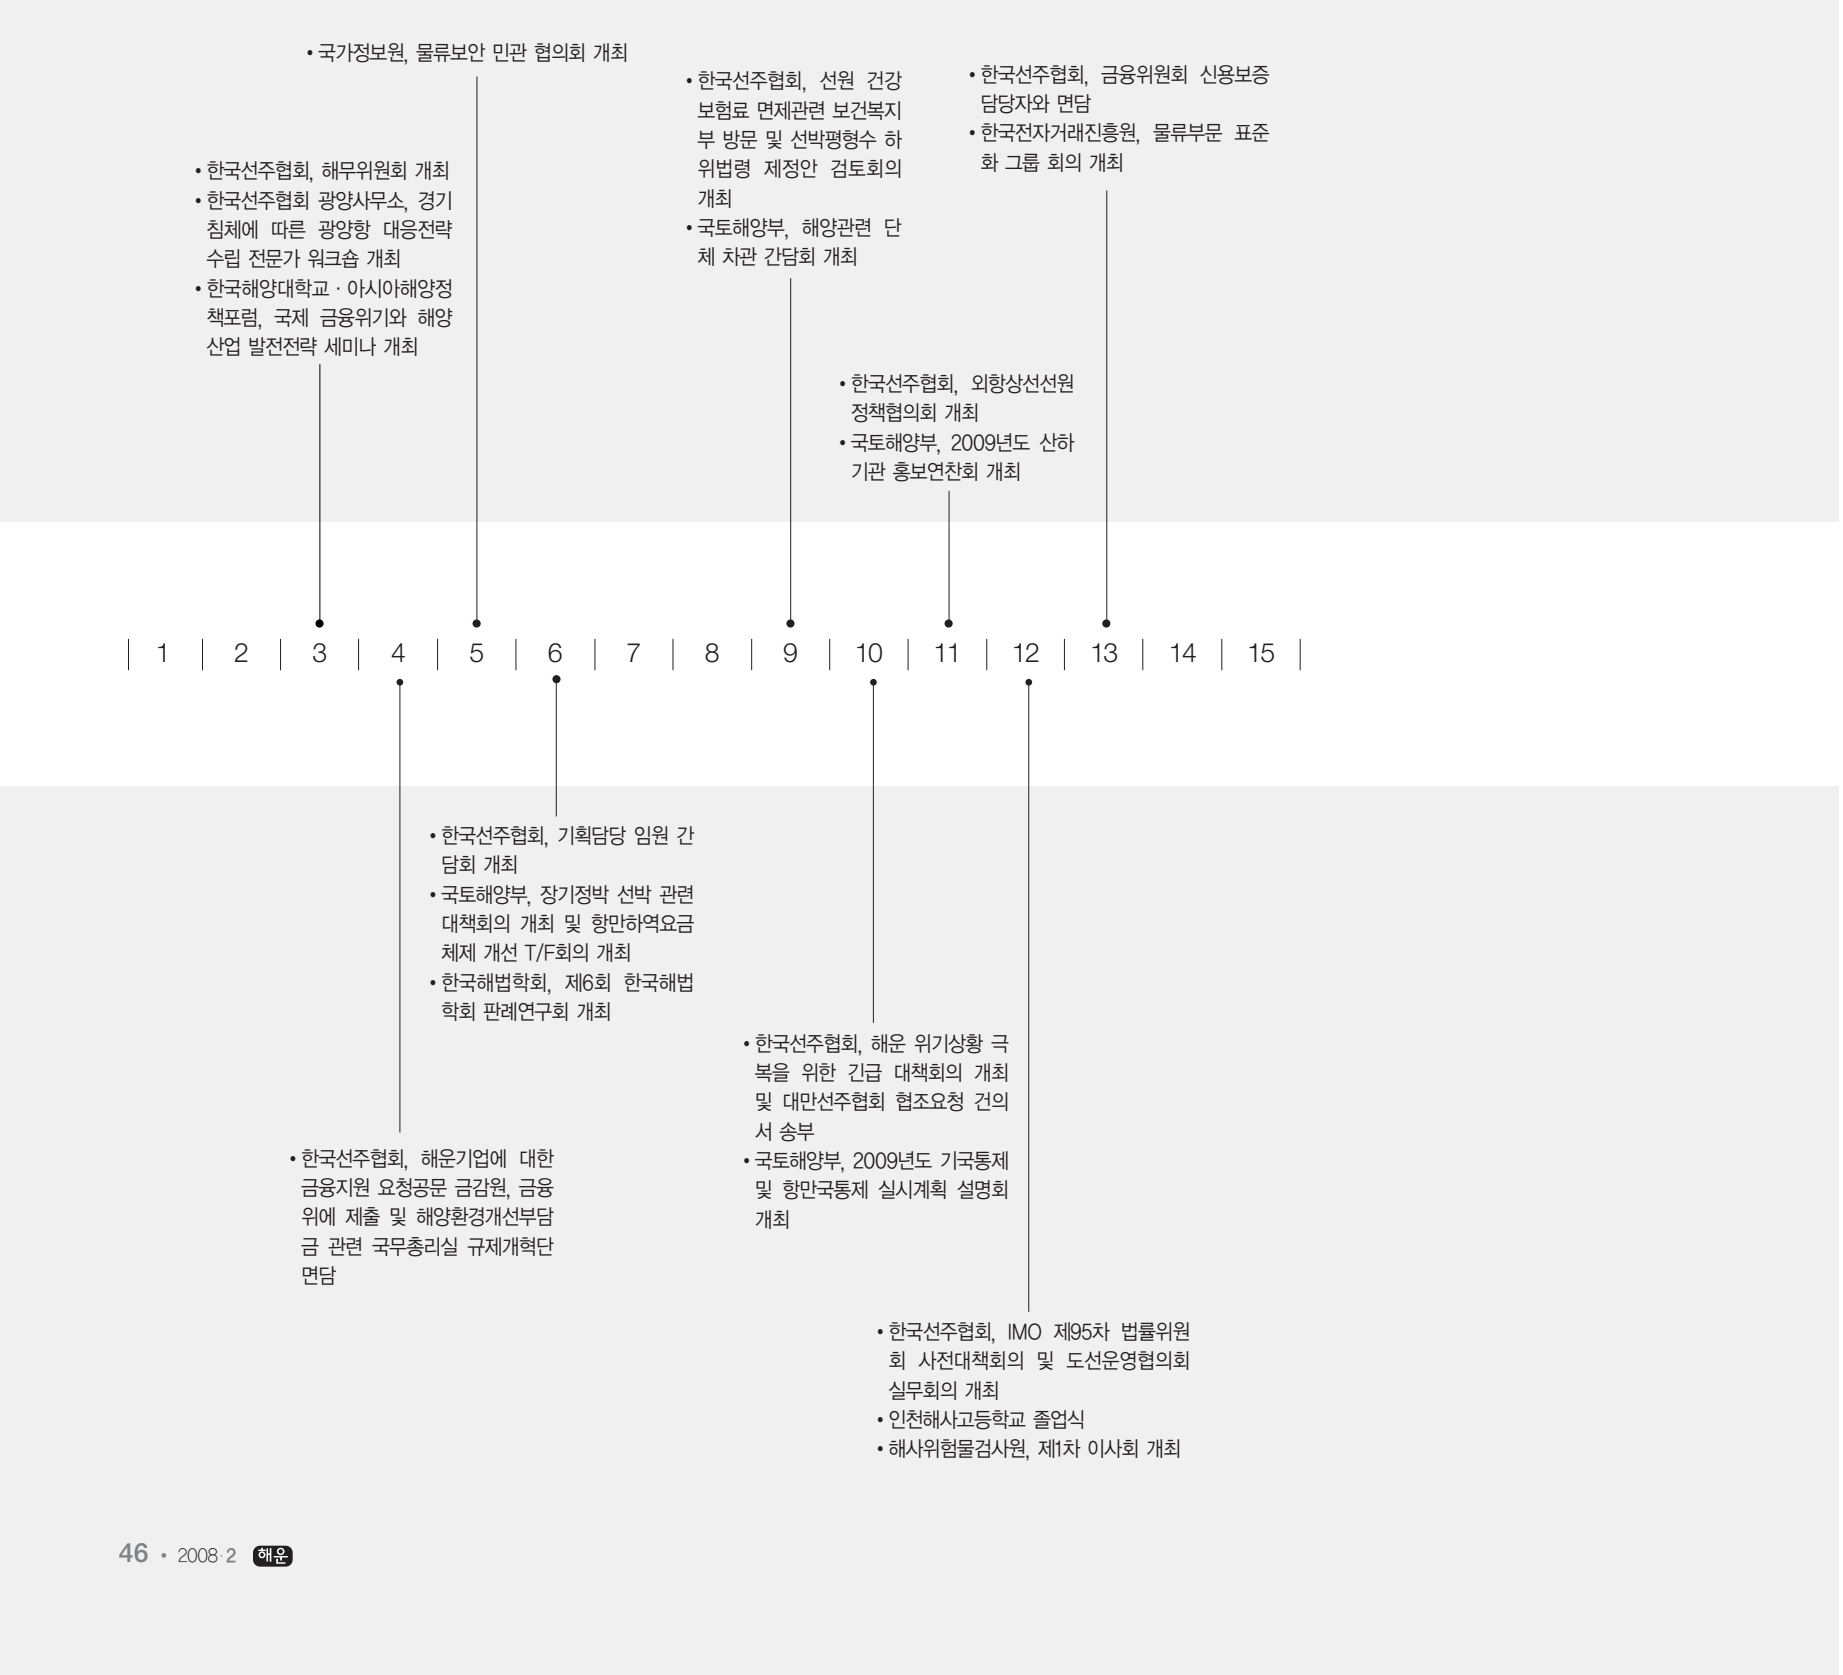 • 국가정보원, 물류보안 민관 협의회 개최
• 한국선주협회, 해무위원회 개최
• 한국선주협회 광양사무소, 경기
침체에 따른 광양항 대응전략
수립 전문가 워크숍 개최
• 한국해양대학교 · 아시아해양정
책포럼, 국제 금융위기와 해양
산업 발전전략 세미나 개최
• 한국선주협회, 선원 건강
보험료 면제관련 보건복지
부 방문 및 선박평형수 하
위법령 제정안 검토회의
개최
• 국토해양부, 해양관련 단
체 차관 간담회 개최
• 한국선주협회, 금융위원회 신용보증
담당자와 면담
• 한국전자거래진흥원, 물류부문 표준
화 그룹 회의 개최
• 한국선주협회, 외항상선선원
정책협의회 개최
• 국토해양부, 2009년도 산하
기관 홍보연찬회 개최
1 2 3 4 5 6 7 8 9 10 11 12 13 14 15
• 한국선주협회, 기획담당 임원 간
담회 개최
• 국토해양부, 장기정박 선박 관련
대책회의 개최 및 항만하역요금
체제 개선 T/F회의 개최
• 한국해법학회, 제6회 한국해법
학회 판례연구회 개최
• 한국선주협회, 해운기업에 대한
금융지원 요청공문 금감원, 금융
위에 제출 및 해양환경개선부담
금 관련 국무총리실 규제개혁단
면담
• 한국선주협회, 해운 위기상황 극
복을 위한 긴급 대책회의 개최
및 대만선주협회 협조요청 건의
서 송부
• 국토해양부, 2009년도 기국통제
및 항만국통제 실시계획 설명회
개최
• 한국선주협회, IMO 제95차 법률위원
회 사전대책회의 및 도선운영협의회
실무회의 개최
• 인천해사고등학교 졸업식
• 해사위험물검사원, 제1차 이사회 개최
46 • 2008·2 해운